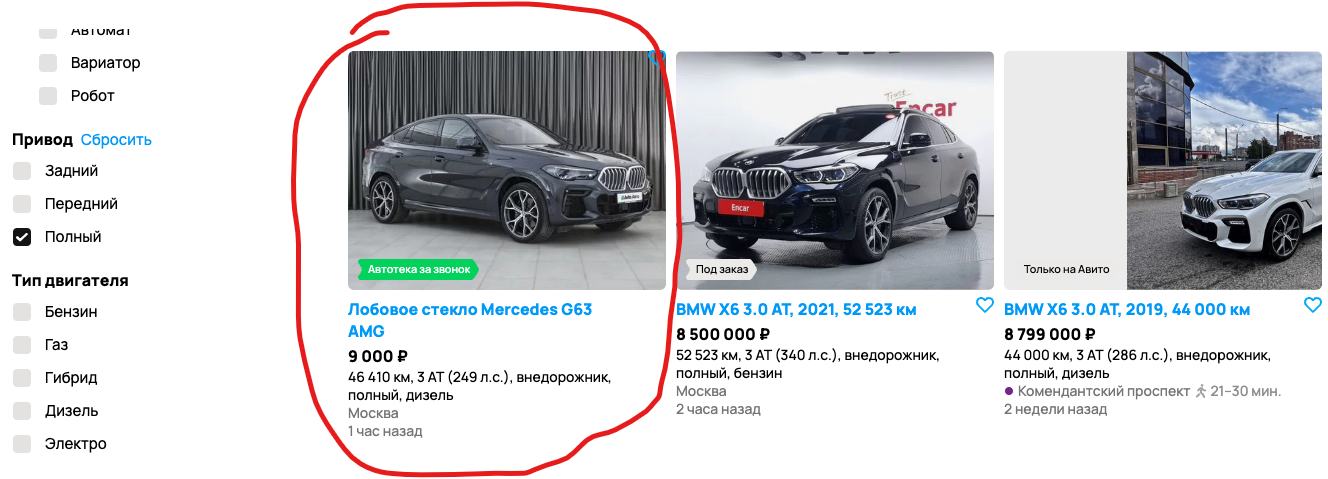 Автомат
Вариатор
Робот
Привод Сбросить
Задний
Передний
Полный
Тип двигателя
Бензин
Газ
Гибрид
Дизель
Электро
Автотека за звонок
Лобовое стекло Mercedes G63
AMG
9 000 ₽
46 410 км, 3 AT (249 л.с.), внедорожник,
полный, дизель
Москва
1 час назад
Encar
Encar
Под заказ
BMW X6 3.0 AT, 2021, 52 523 км
8 500 000 ₽
52 523 км, 3 AT (340 л.с.), внедорожник,
полный, бензин
Москва
2 часа назад
Только на Авито
BMW X6 3.0 AT, 2019, 44 000 км
8 799 000 ₽
44 000 км, 3 AT (286 л.с.), внедорожник,
полный, дизель
Комендантский проспект 21–30 мин.
2 недели назад